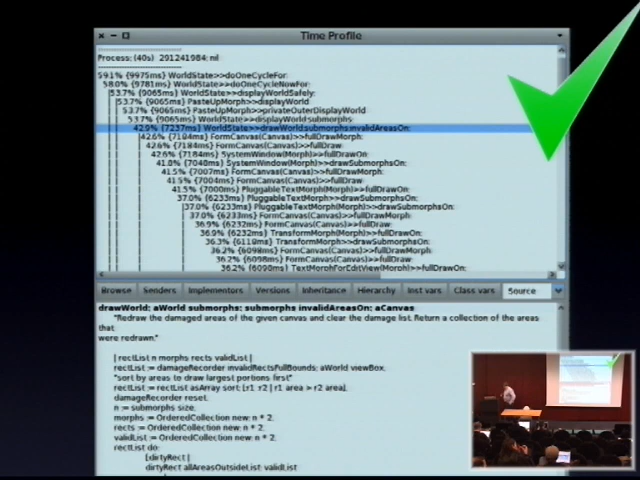 Time Profile
Process: (40s) 291241984: nil
59.1% {9975ms} WorldState>>doOneCycleFor:
58.0% {9781ms} WorldState>>doOneCycleNowFor:
53.7% {9065ms} WorldState>>displayWorldSafely:
53.7% {9065ms} PasteUpMorph>>displayWorld
53.7% {9065ms} PasteUpMorph>>privateOuterDisplayWorld
53.7% {9065ms} WorldState>>displayWorld:submorphs:
42.9% {7237ms} WorldState>>drawWorld:submorphs:invalidAreasOn:
42.6% {7184ms} FormCanvas(Canvas)>>fullDrawMorph:
42.6% {7184ms} FormCanvas(Canvas)>>fullDraw:
42.6% {7184ms} SystemWindow(Morph)>>fullDrawOn:
41.8% {7048ms} SystemWindow(Morph)>>drawSubmorphsOn:
41.5% {7007ms} FormCanvas(Canvas)>>fullDrawMorph:
41.5% {7004ms} FormCanvas(Canvas)>>fullDraw:
41.5% {7000ms} PluggableTextMorph(Morph)>>fullDrawOn:
37.0% {6233ms} PluggableTextMorph>>drawSubmorphsOn:
37.0% {6233ms} PluggableTextMorph(Morph)>>drawSubmorphsOn:
37.0% {6233ms} FormCanvas(Canvas)>>fullDrawMorph:
36.9% {6232ms} FormCanvas(Canvas)>>fullDraw:
36.9% {6232ms} TransformMorph(Morph)>>fullDrawOn:
36.3% {6119ms} TransformMorph>>drawSubmorphsOn:
36.2% {6098ms} FormCanvas(Canvas)>>fullDrawMorph:
36.2% {6098ms} FormCanvas(Canvas)>>fullDraw:
36.2% {6090ms} TextMorphForEditView(Morph)>>fullDrawOn:
Browse Senders Implementors Versions Inheritance Hierarchy Inst vars Class vars Source
drawWorld: aWorld submorphs: submorphs invalidAreasOn: aCanvas
"Redraw the damaged areas of the given canvas and clear the damage list. Return a collection of the areas
that
were redrawn."
| rectList n morphs rects validList |
rectList := damageRecorder invalidRectsFullBounds: aWorld viewBox.
"sort by areas to draw largest portions first"
rectList := rectList asArray sort: [:r1 :r2 | r1 area > r2 area].
damageRecorder reset.
n := submorphs size.
morphs := OrderedCollection new: n * 2.
rects := OrderedCollection new: n * 2.
validList := OrderedCollection new: n * 2.
rectList do:
[:dirtyRect |
dirtyRect allAreasOutsideList: validList